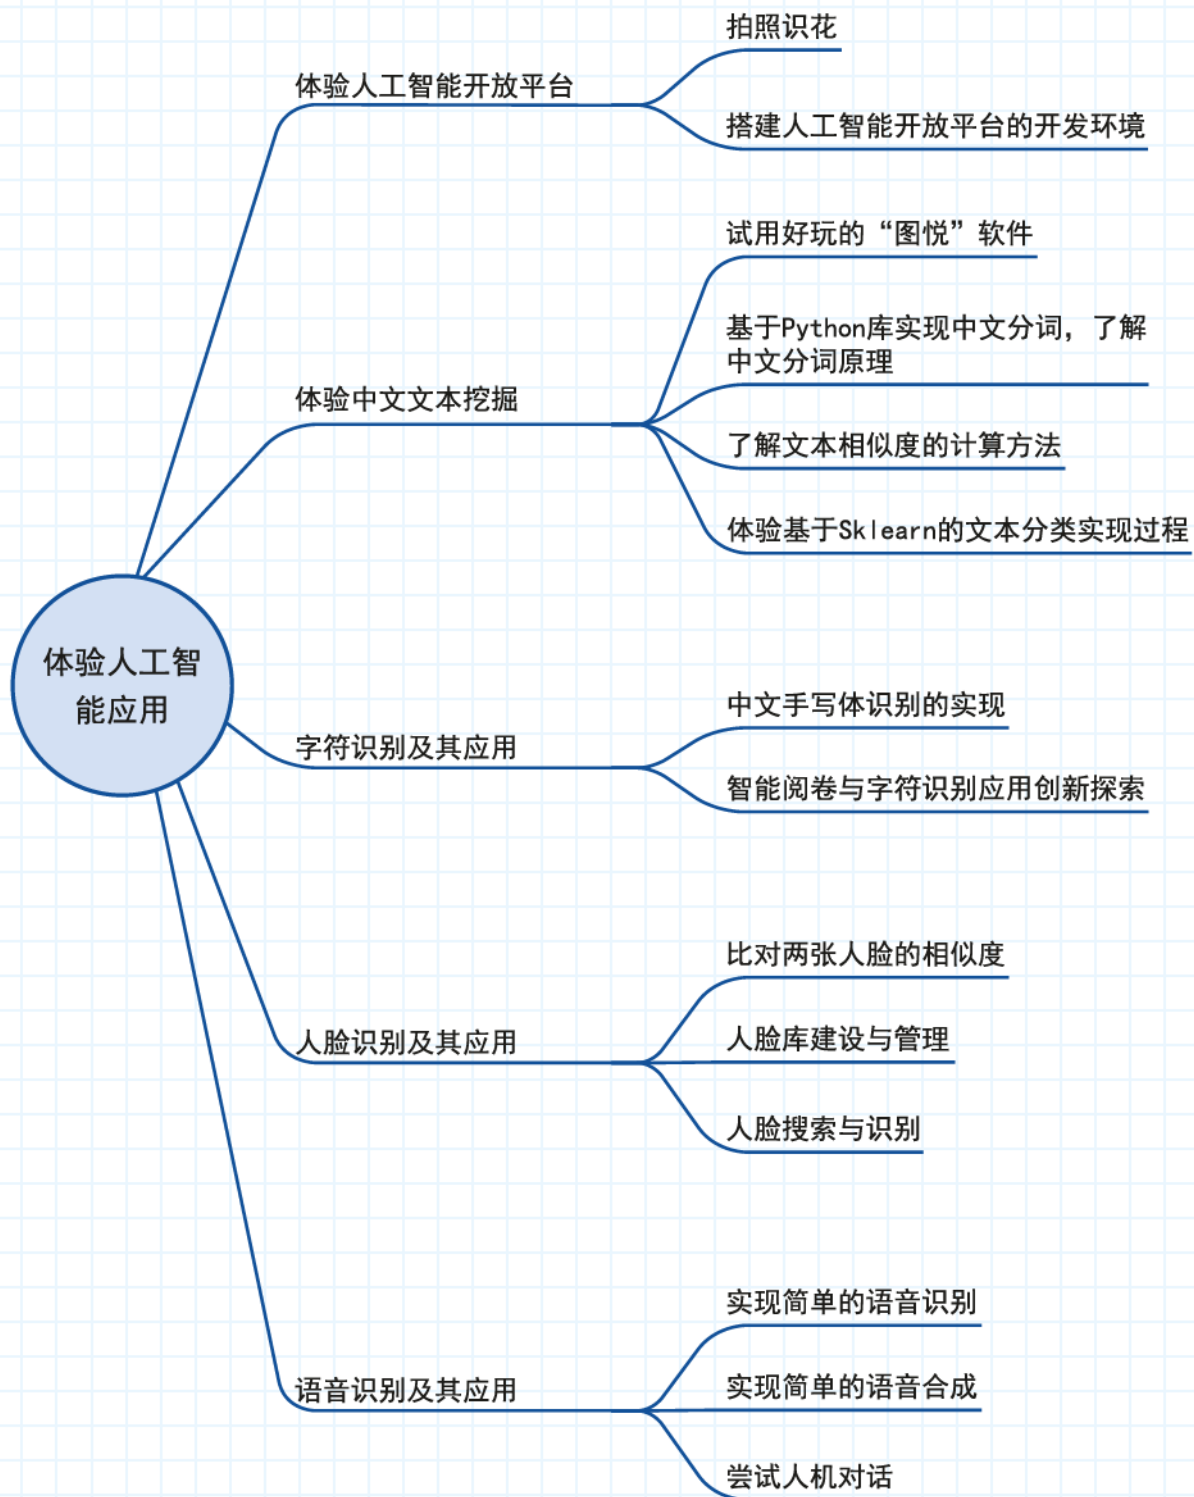 拍照识花
体验人工智能开放平台
搭建人工智能开放平台的开发环境
试用好玩的“图悦”软件
基于Python库实现中文分词，了解
中文分词原理
体验中文文本挖掘
了解文本相似度的计算方法
体验基于Sklearn的文本分类实现过程
体验人工智
能应用
中文手写体识别的实现
字符识别及其应用
智能阅卷与字符识别应用创新探索
比对两张人脸的相似度
人脸识别及其应用
人脸库建设与管理
人脸搜索与识别
实现简单的语音识别
语音识别及其应用
实现简单的语音合成
尝试人机对话